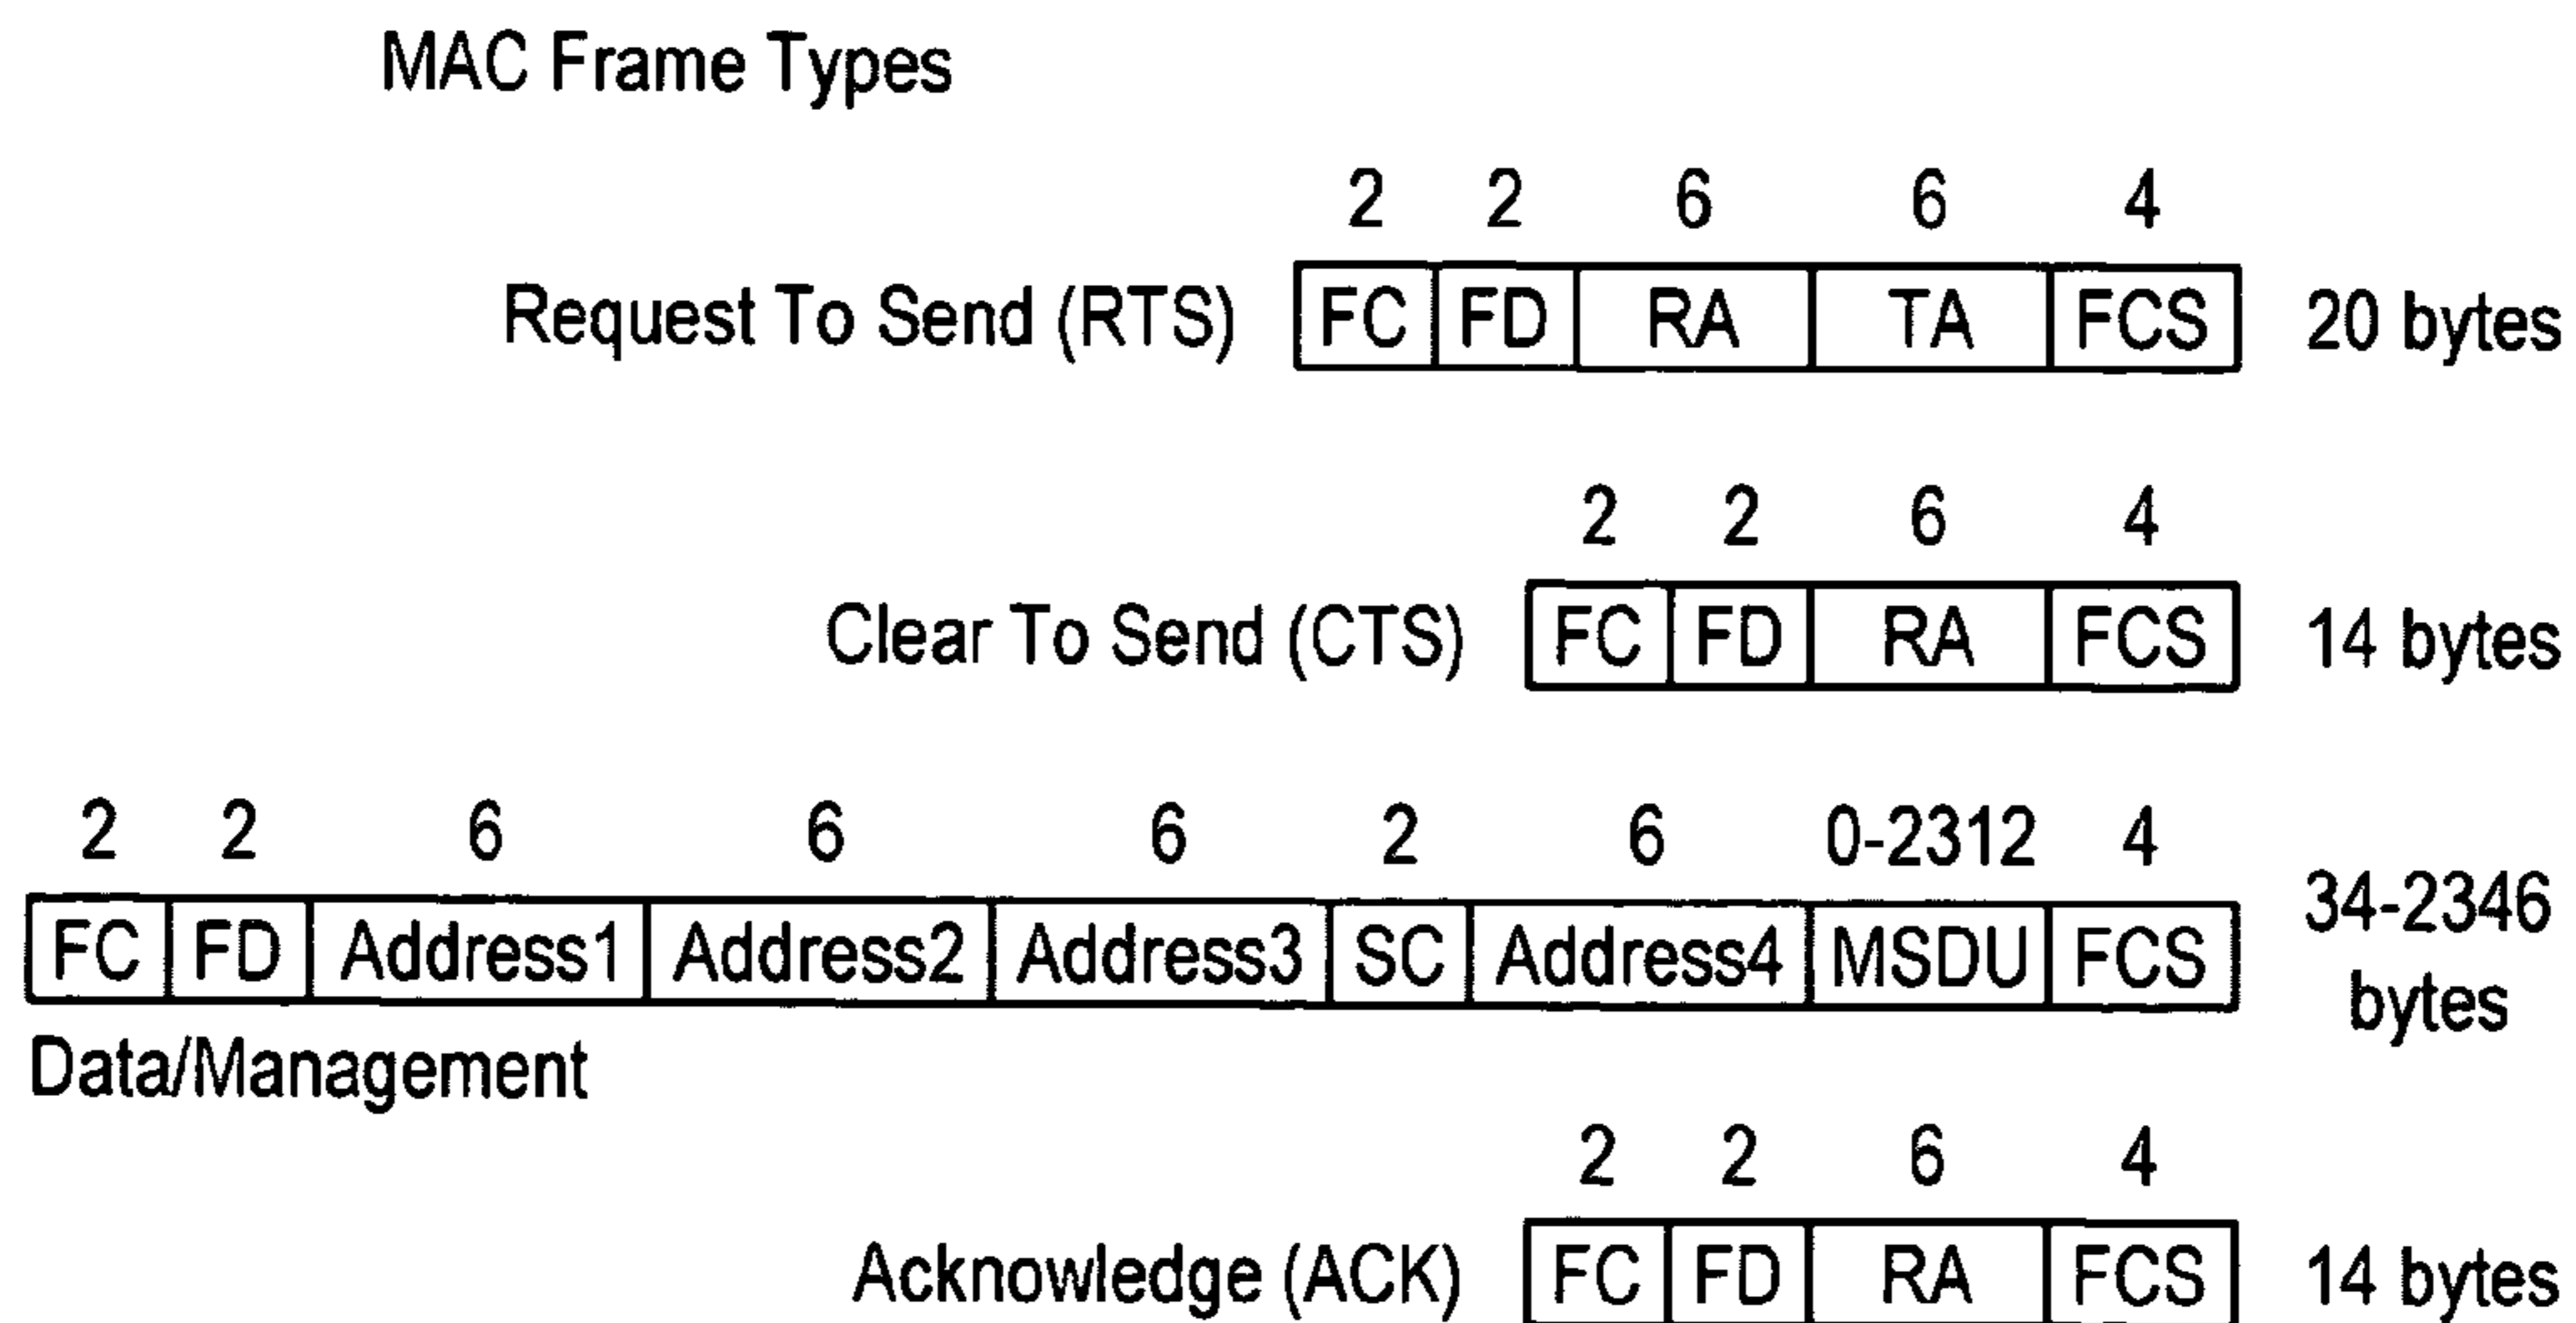 MAC Frame Types
2 2 6 6 4
Request To Send (RTS) FC FD RA TA FCS 20 bytes
2 2 6 4
Clear To Send (CTS) FC FD RA FCS 14 bytes
2 2 6 6 6 2 6 0-2312 4
FC FD Address1 Address2 Address3 SC Address4 MSDU FCS 34-2346
bytes
Data/Management
2 2 6 4
Acknowledge (ACK) FC FD RA FCS 14 bytes